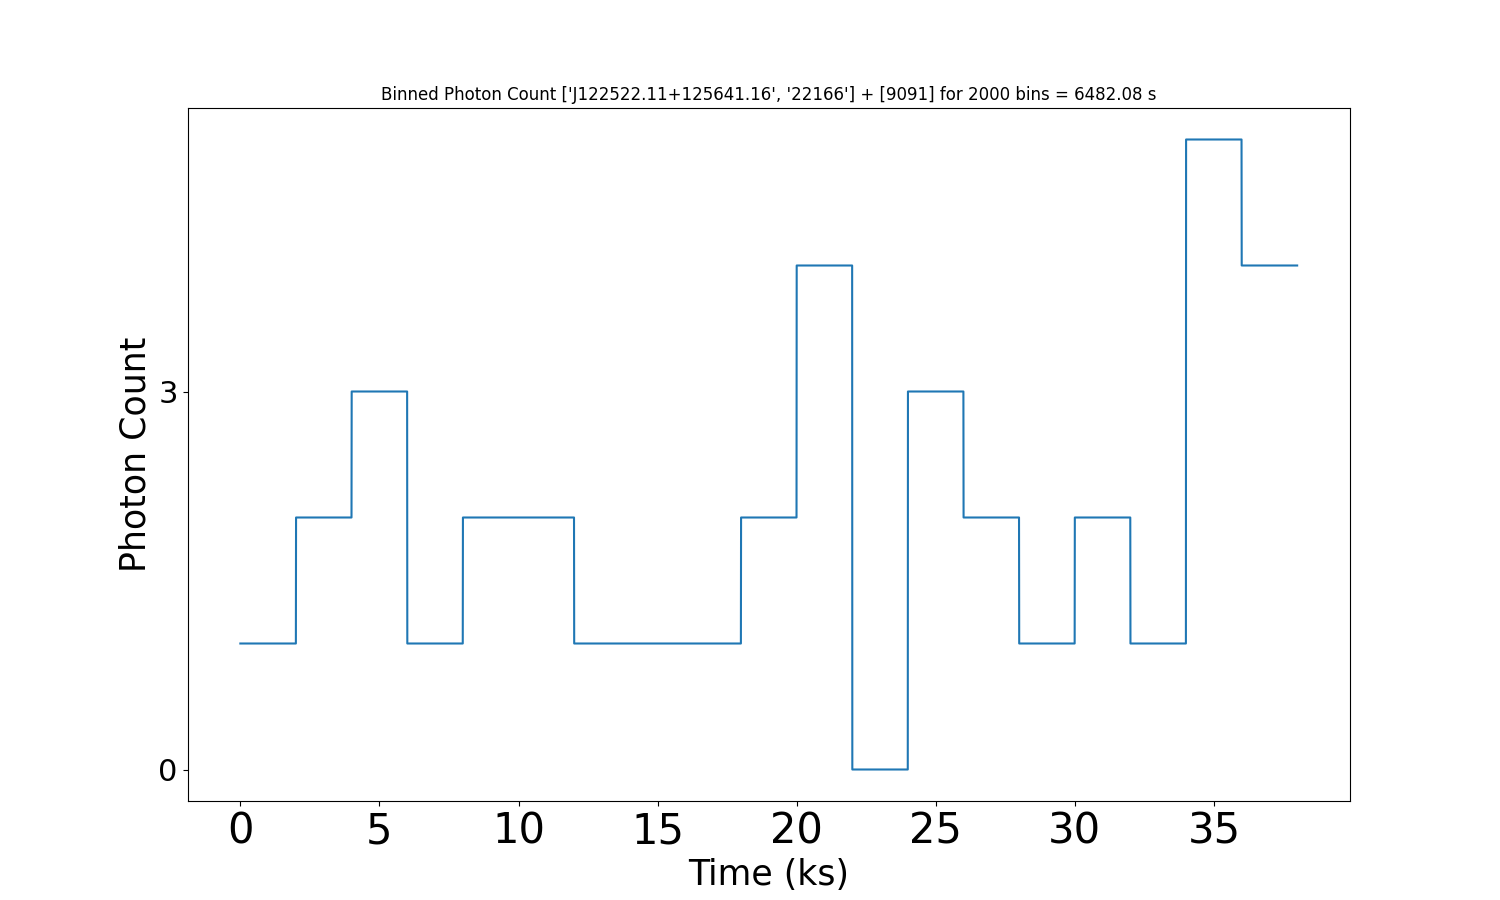 Binned Photon Count ['J122522.11+125641.16', '22166'] + [9091] for 2000 bins = 6482.08 s
Photon Count
3
0
0 5 10 15 20 25 30 35
Time (ks)